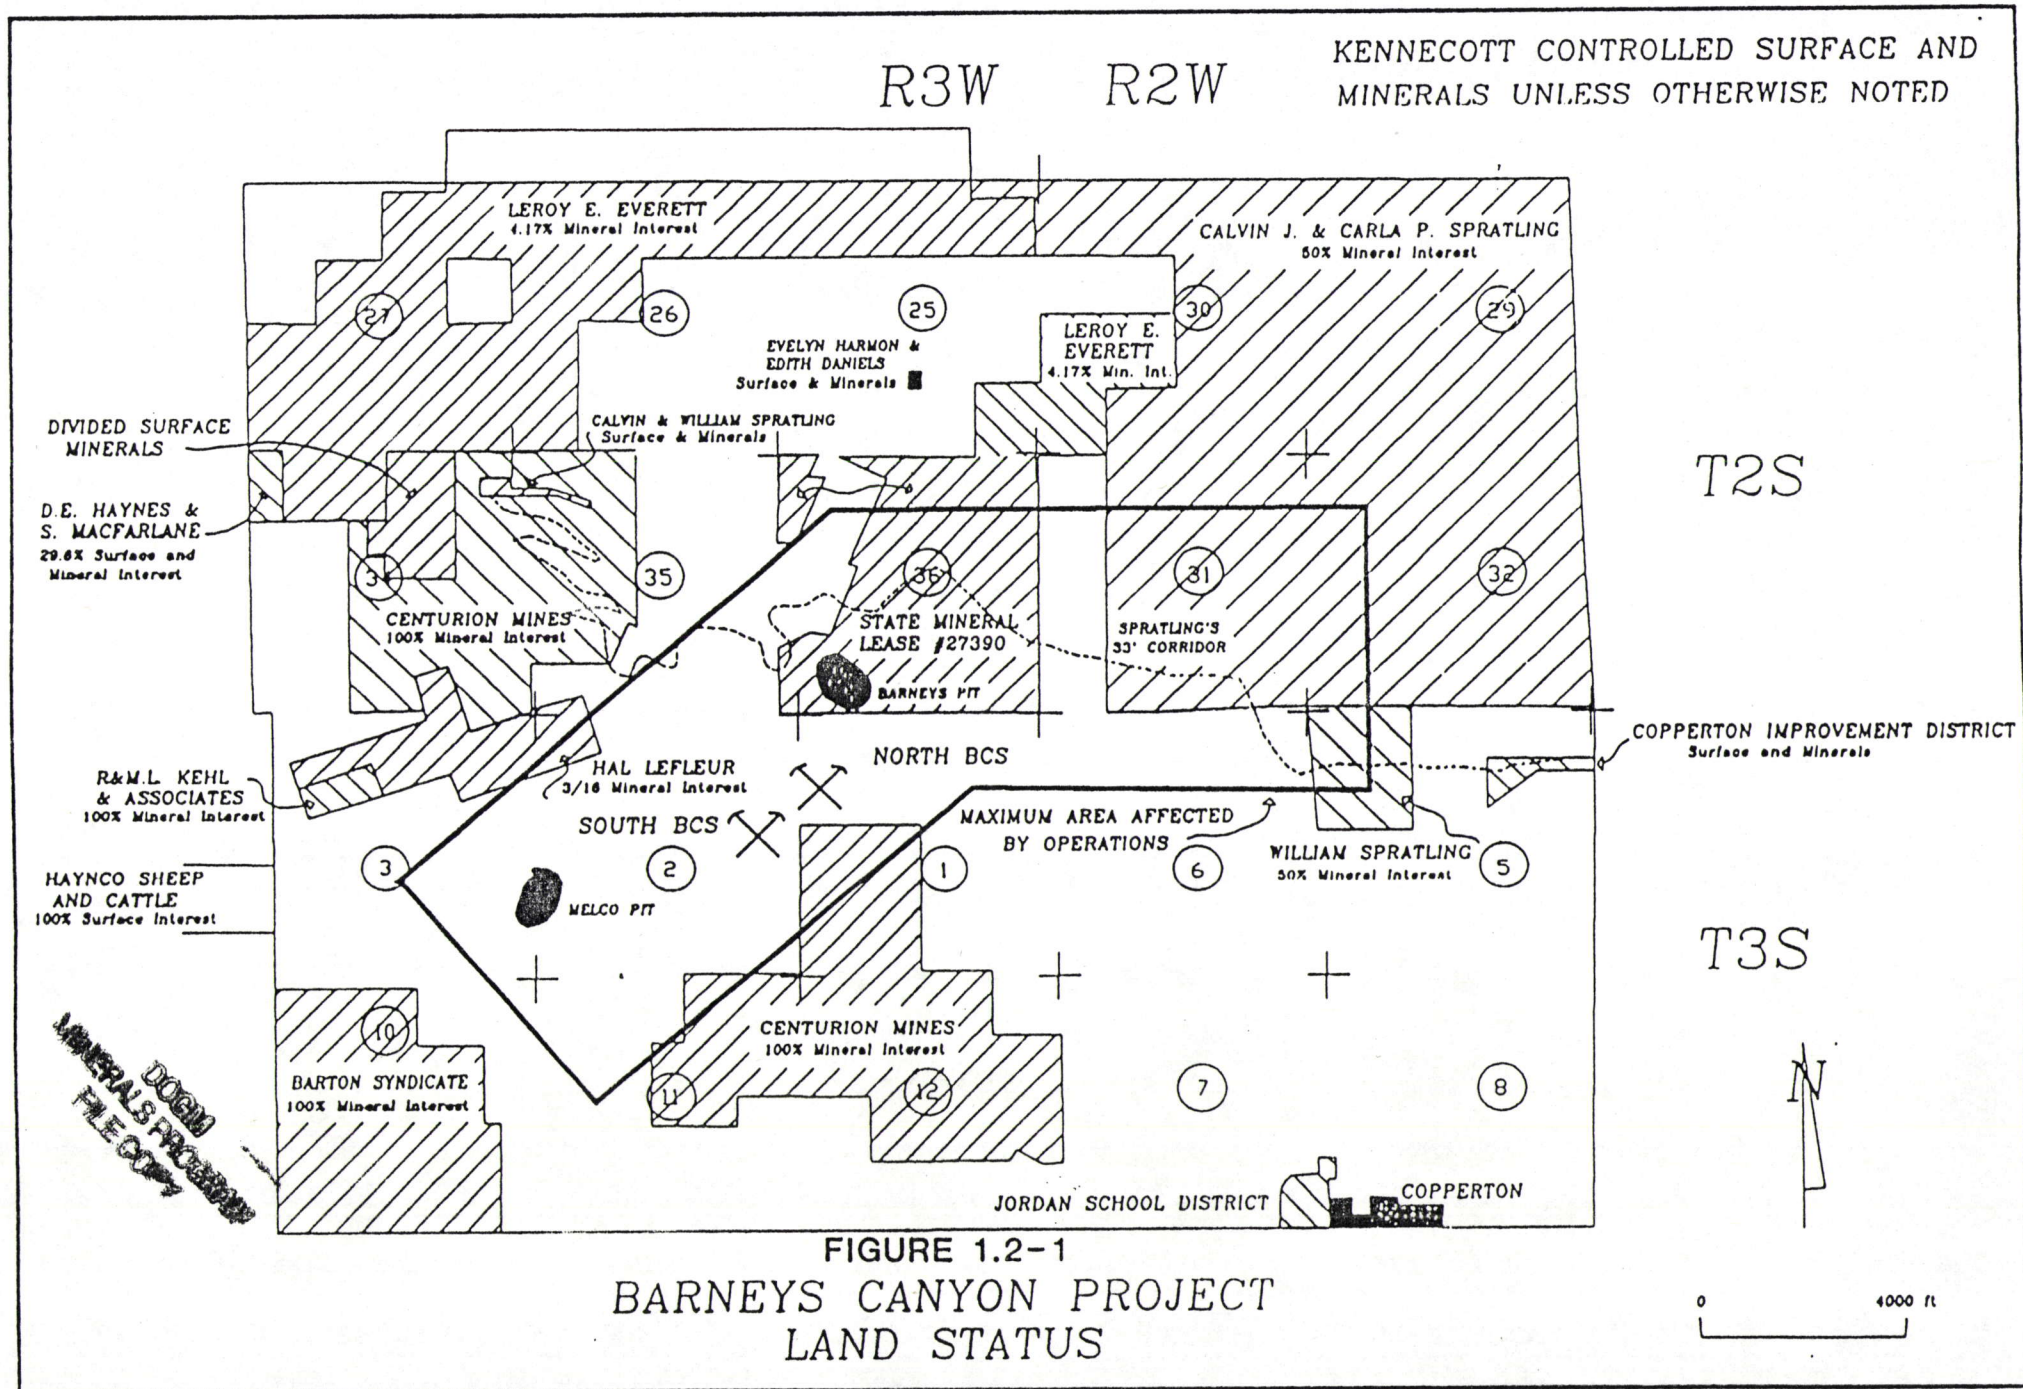 KENNECOTT CONTROLLED SURFACE AND
MINERALS UNLESS OTHERWISE NOTED
R3W
R2W
LEROY E. EVERETT
4.17% Mineral Interest
CALVIN J. & CARLA P. SPRATLING
50% Mineral Interest
27
26
25
30
29
EVELYN HARMON &
EDITH DANIELS
Surface & Minerals
LEROY E.
EVERETT
4.17% Min. Int.
DIVIDED SURFACE
MINERALS
CALVIN & WILLIAM SPRATLING
Surface & Minerals
T2S
D.E. HAYNES &
S. MACFARLANE
29.6% Surface and
Mineral Interest
35
36
31
32
CENTURION MINES
100% Mineral Interest
STATE MINERAL
LEASE #27390
SPRATLING'S
33' CORRIDOR
BARNEYS PIT
NORTH BCS
COPPERTON IMPROVEMENT DISTRICT
Surface and Minerals
R&M.L. KEHL
& ASSOCIATES
100% Mineral Interest
HAL LEFLEUR
3/16 Mineral Interest
SOUTH BCS
MAXIMUM AREA AFFECTED
BY OPERATIONS
WILLIAM SPRATLING
50% Mineral Interest
3
2
1
6
5
HAYNCO SHEEP
AND CATTLE
100% Surface Interest
MELCO PIT
T3S
10
CENTURION MINES
100% Mineral Interest
BARTON SYNDICATE
100% Mineral Interest
11
12
7
8
N
DOGM
MINERALS PROGRAM
FILE COPY
JORDAN SCHOOL DISTRICT
COPPERTON
FIGURE 1.2-1
BARNEYS CANYON PROJECT
LAND STATUS
0
4000 ft